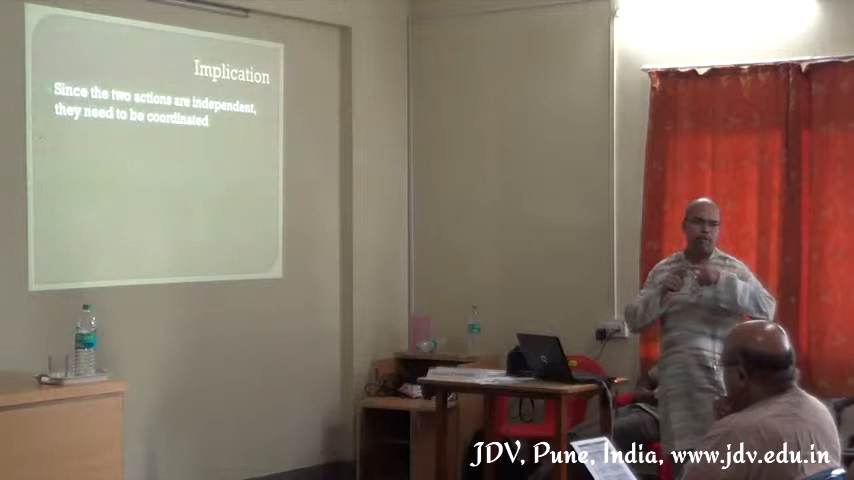 Implication
Since the two actions are independent,
they need to be coordinated
JDV, Pune, India, www.jdv.edu.in